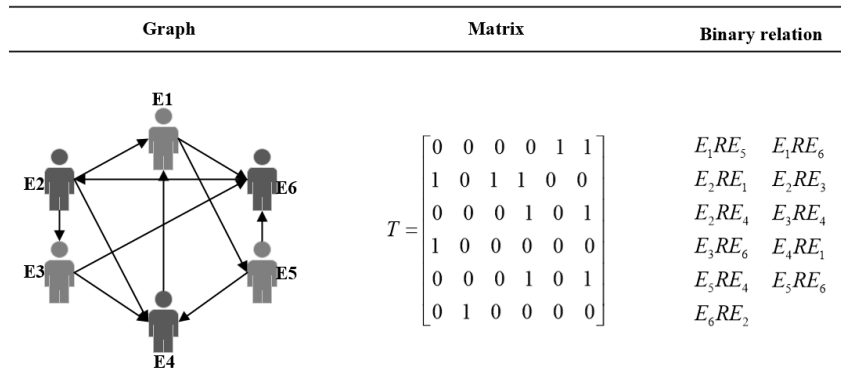 Graph Matrix Binary relation
E1
E2
E6
E3
E5
E4
T =
0 0 0 0 1 1
1 0 1 1 0 0
0 0 0 1 0 1
1 0 0 0 0 0
0 0 0 1 0 1
0 1 0 0 0 0
E₁RE₅ E₁RE₆
E₂RE₁ E₂RE₃
E₂RE₄ E₃RE₄
E₃RE₆ E₄RE₁
E₅RE₄ E₅RE₆
E₆RE₂